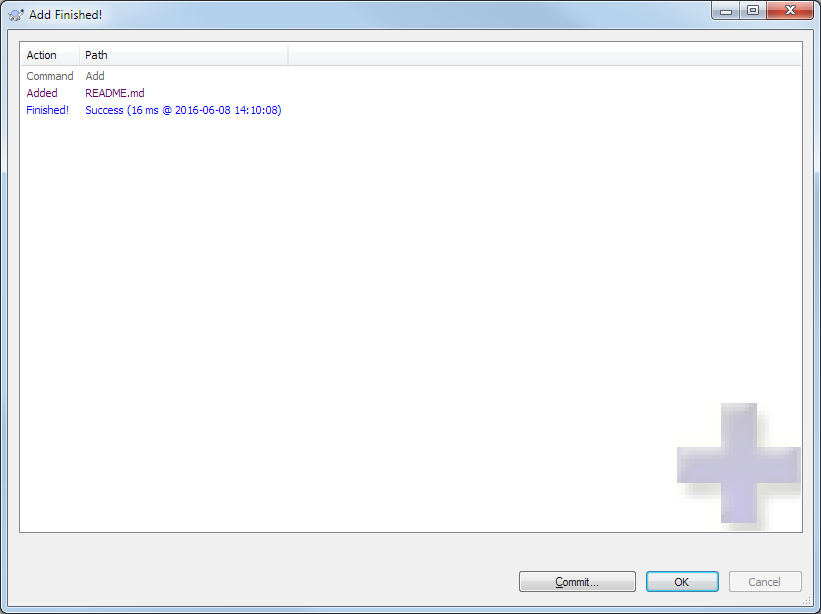 Add Finished!
Action Path
Command Add
Added README.md
Finished! Success (16 ms @ 2016-06-08 14:10:08)
Commit... OK Cancel